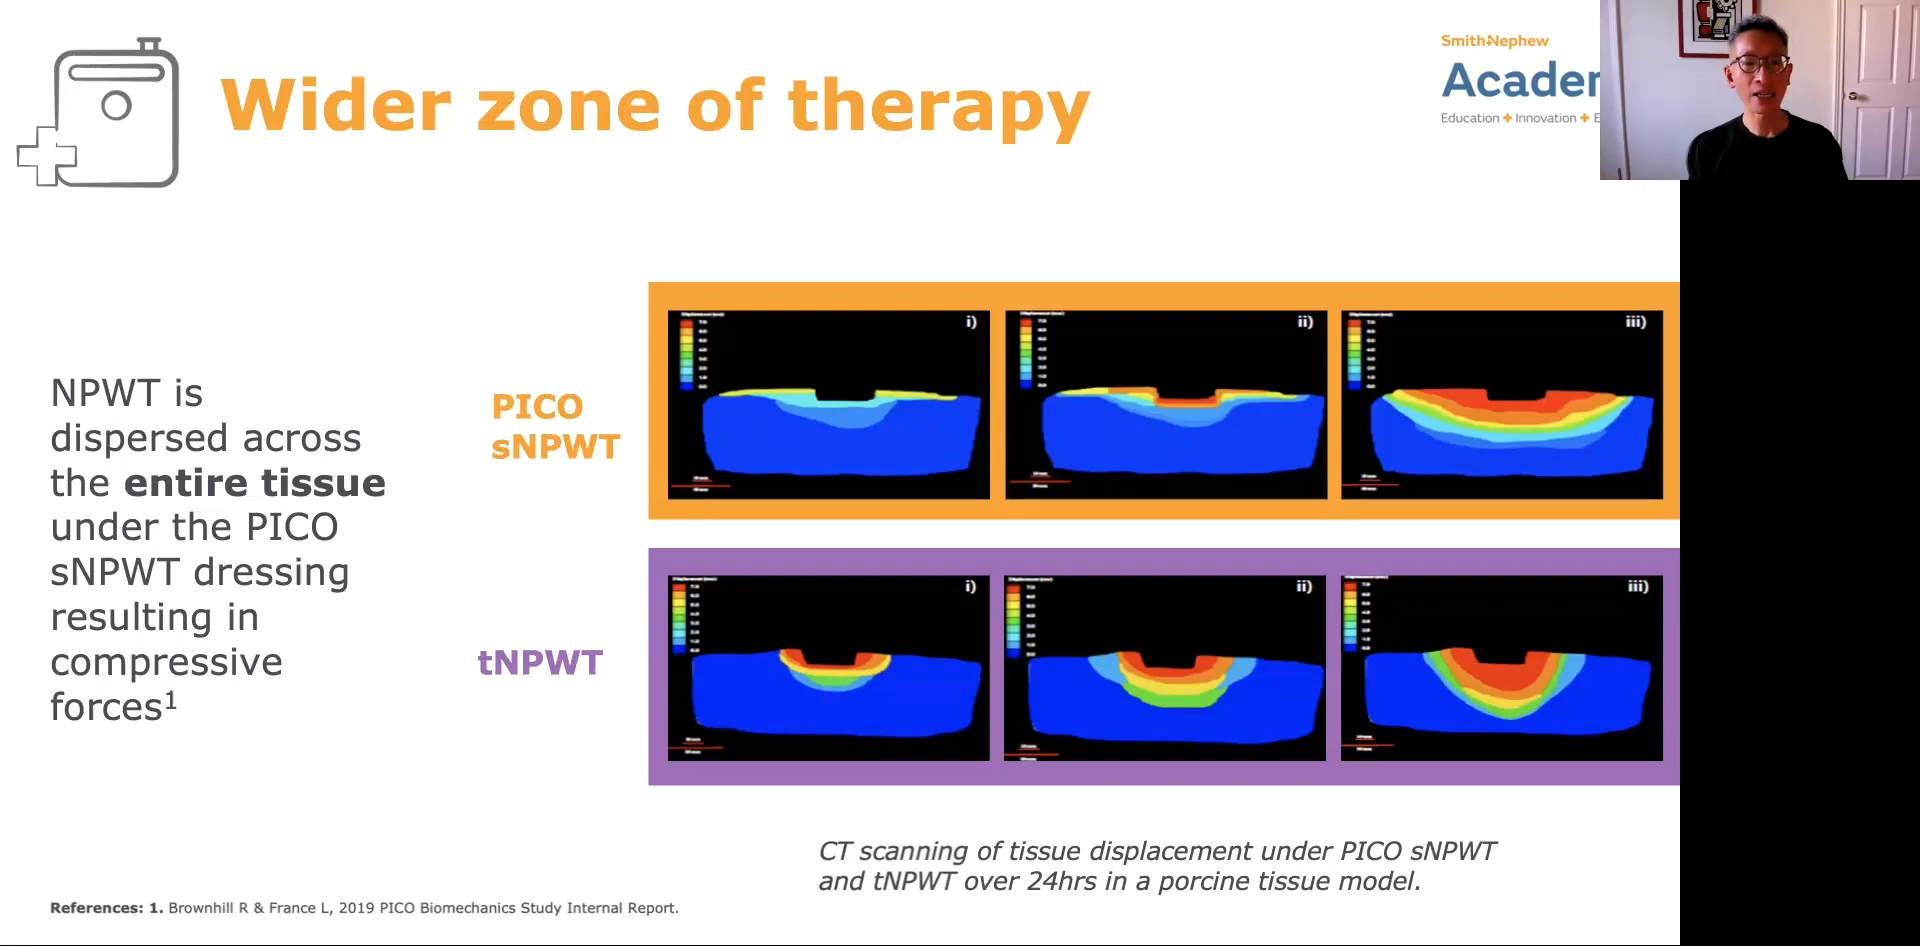 Wider zone of therapy
Smith+Nephew
Academ
Education + Innovation + E
NPWT is
dispersed across
the entire tissue
under the PICO
sNPWT dressing
resulting in
compressive
forces1
PICO
sNPWT
i)
ii)
iii)
tNPWT
i)
ii)
iii)
CT scanning of tissue displacement under PICO sNPWT
and tNPWT over 24hrs in a porcine tissue model.
References: 1. Brownhill R & France L, 2019 PICO Biomechanics Study Internal Report.